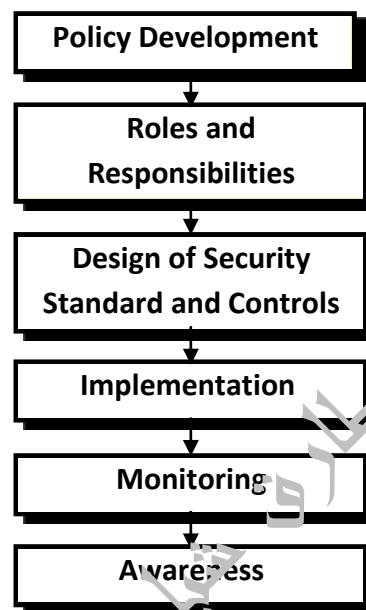 Policy Development
Roles and
Responsibilities
Design of Security
Standard and Controls
Implementation
Monitoring
Awareness